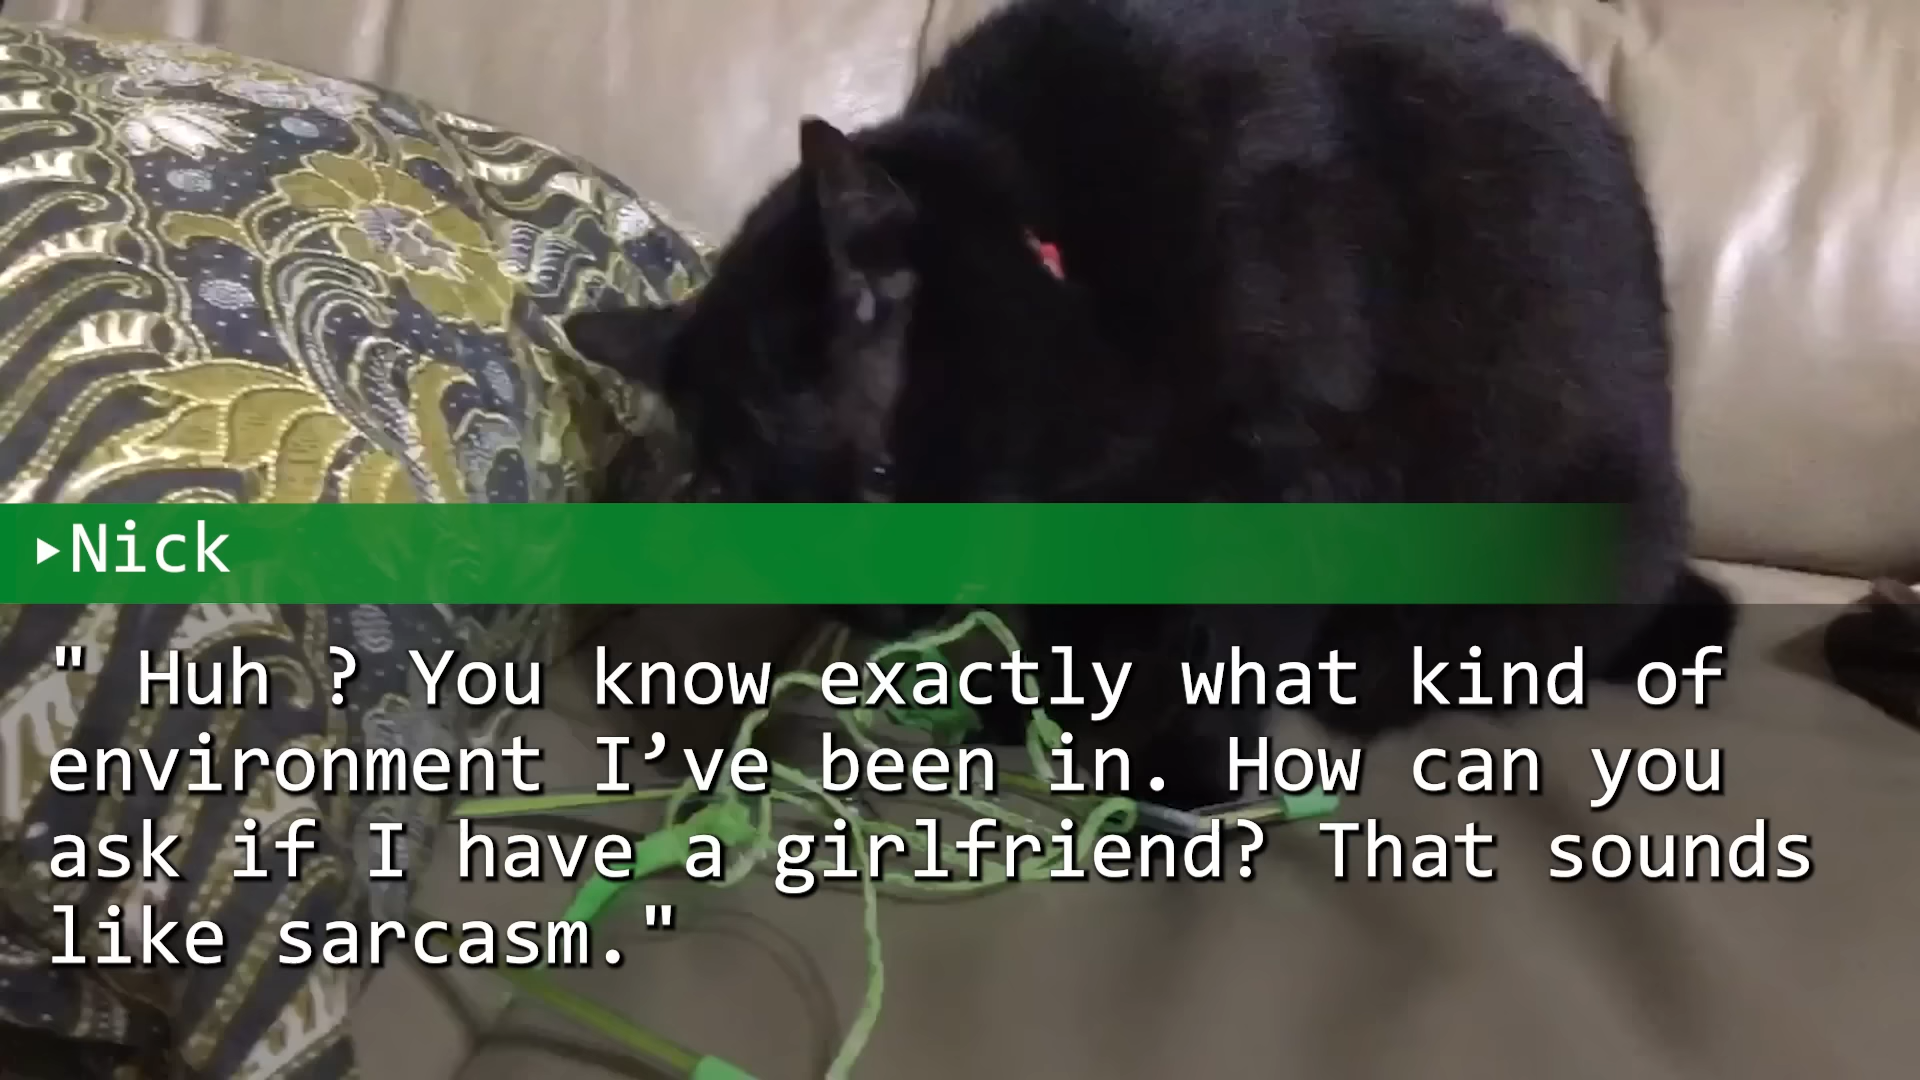 ▸Nick
" Huh ? You know exactly what kind of
environment I’ve been in. How can you
ask if I have a girlfriend? That sounds
like sarcasm."